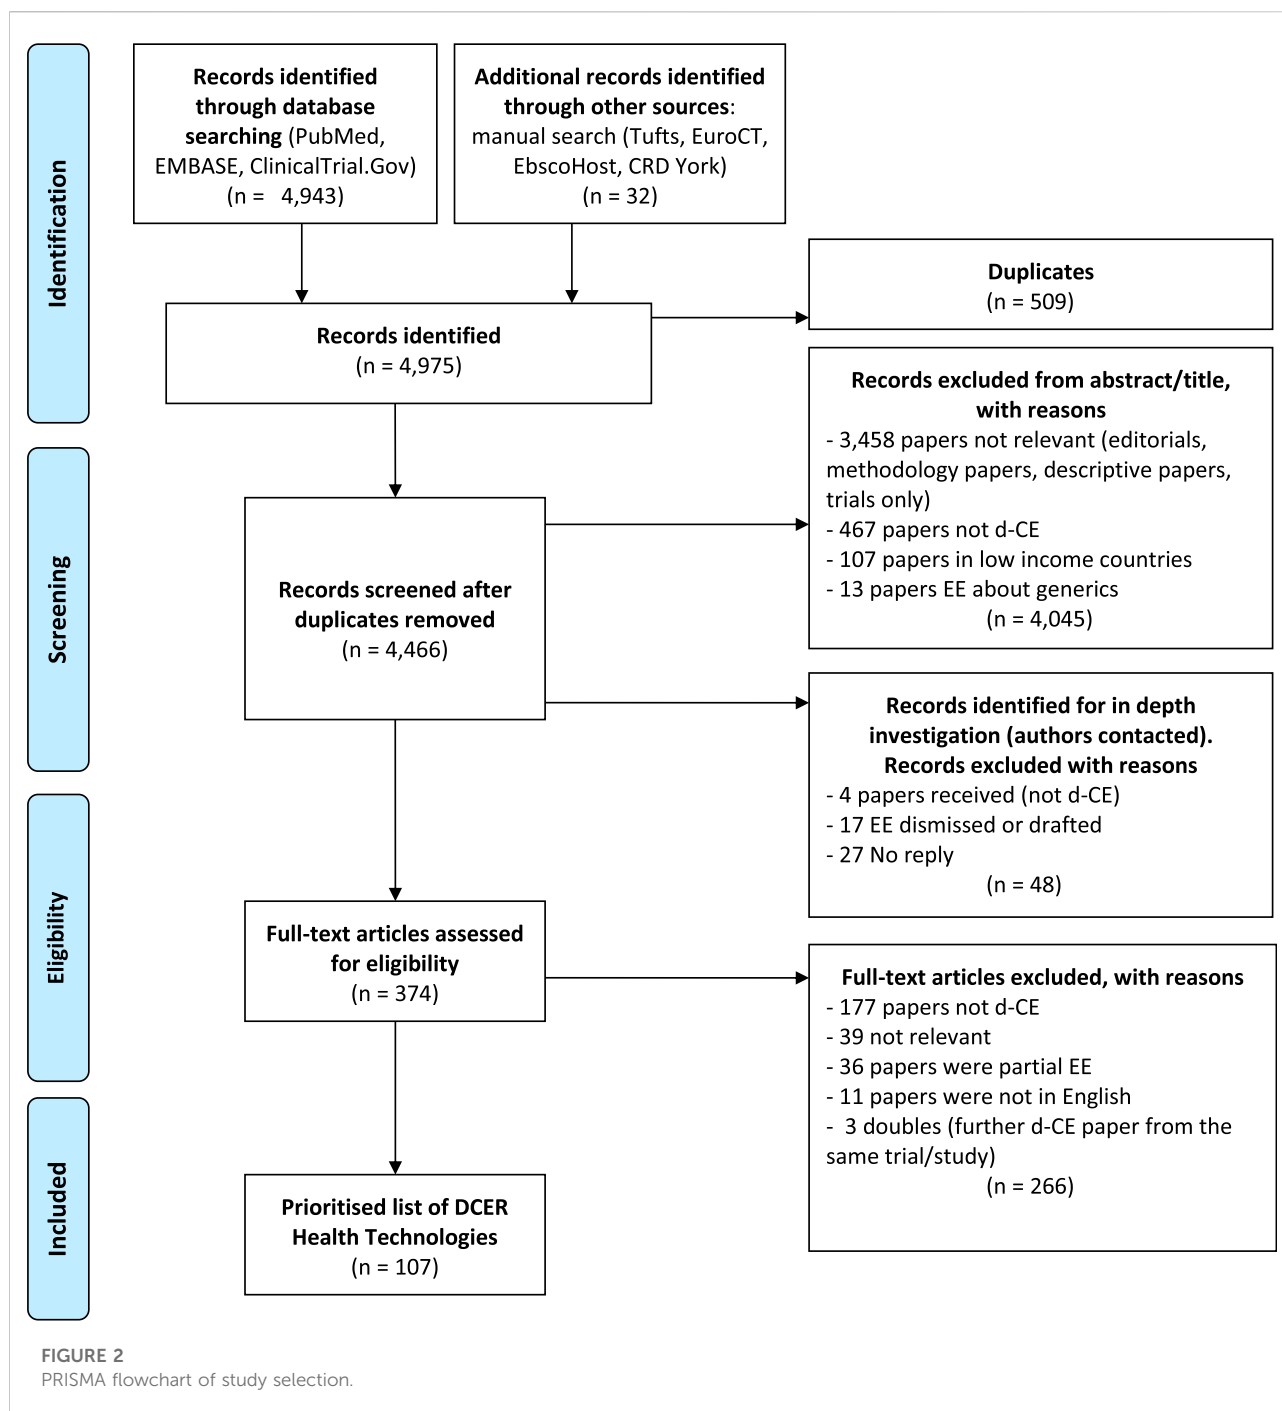 Identification
Records identified
through database
searching (PubMed,
EMBASE, ClinicalTrial.Gov)
(n = 4,943)
Additional records identified
through other sources:
manual search (Tufts, EuroCT,
EbscoHost, CRD York)
(n = 32)
Records identified
(n = 4,975)
Duplicates
(n = 509)
Screening
Records screened after
duplicates removed
(n = 4,466)
Records excluded from abstract/title,
with reasons
- 3,458 papers not relevant (editorials,
methodology papers, descriptive papers,
trials only)
- 467 papers not d-CE
- 107 papers in low income countries
- 13 papers EE about generics
(n = 4,045)
Records identified for in depth
investigation (authors contacted).
Records excluded with reasons
- 4 papers received (not d-CE)
- 17 EE dismissed or drafted
- 27 No reply
(n = 48)
Eligibility
Full-text articles assessed
for eligibility
(n = 374)
Full-text articles excluded, with reasons
- 177 papers not d-CE
- 39 not relevant
- 36 papers were partial EE
- 11 papers were not in English
- 3 doubles (further d-CE paper from the
same trial/study)
(n = 266)
Included
Prioritised list of DCER
Health Technologies
(n = 107)
FIGURE 2
PRISMA flowchart of study selection.